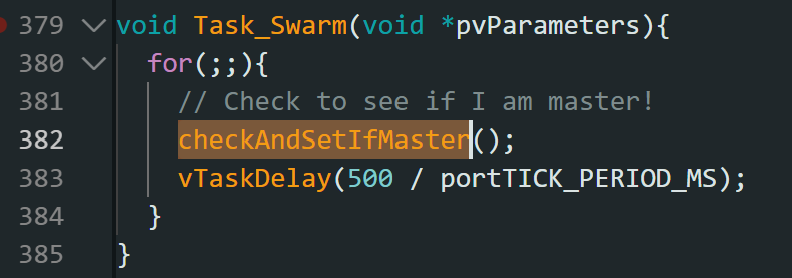 379 void Task_Swarm(void *pvParameters){
380 for(;;){
381 // Check to see if I am master!
382 checkAndSetIfMaster();
383 vTaskDelay(500 / portTICK_PERIOD_MS);
384 }
385 }